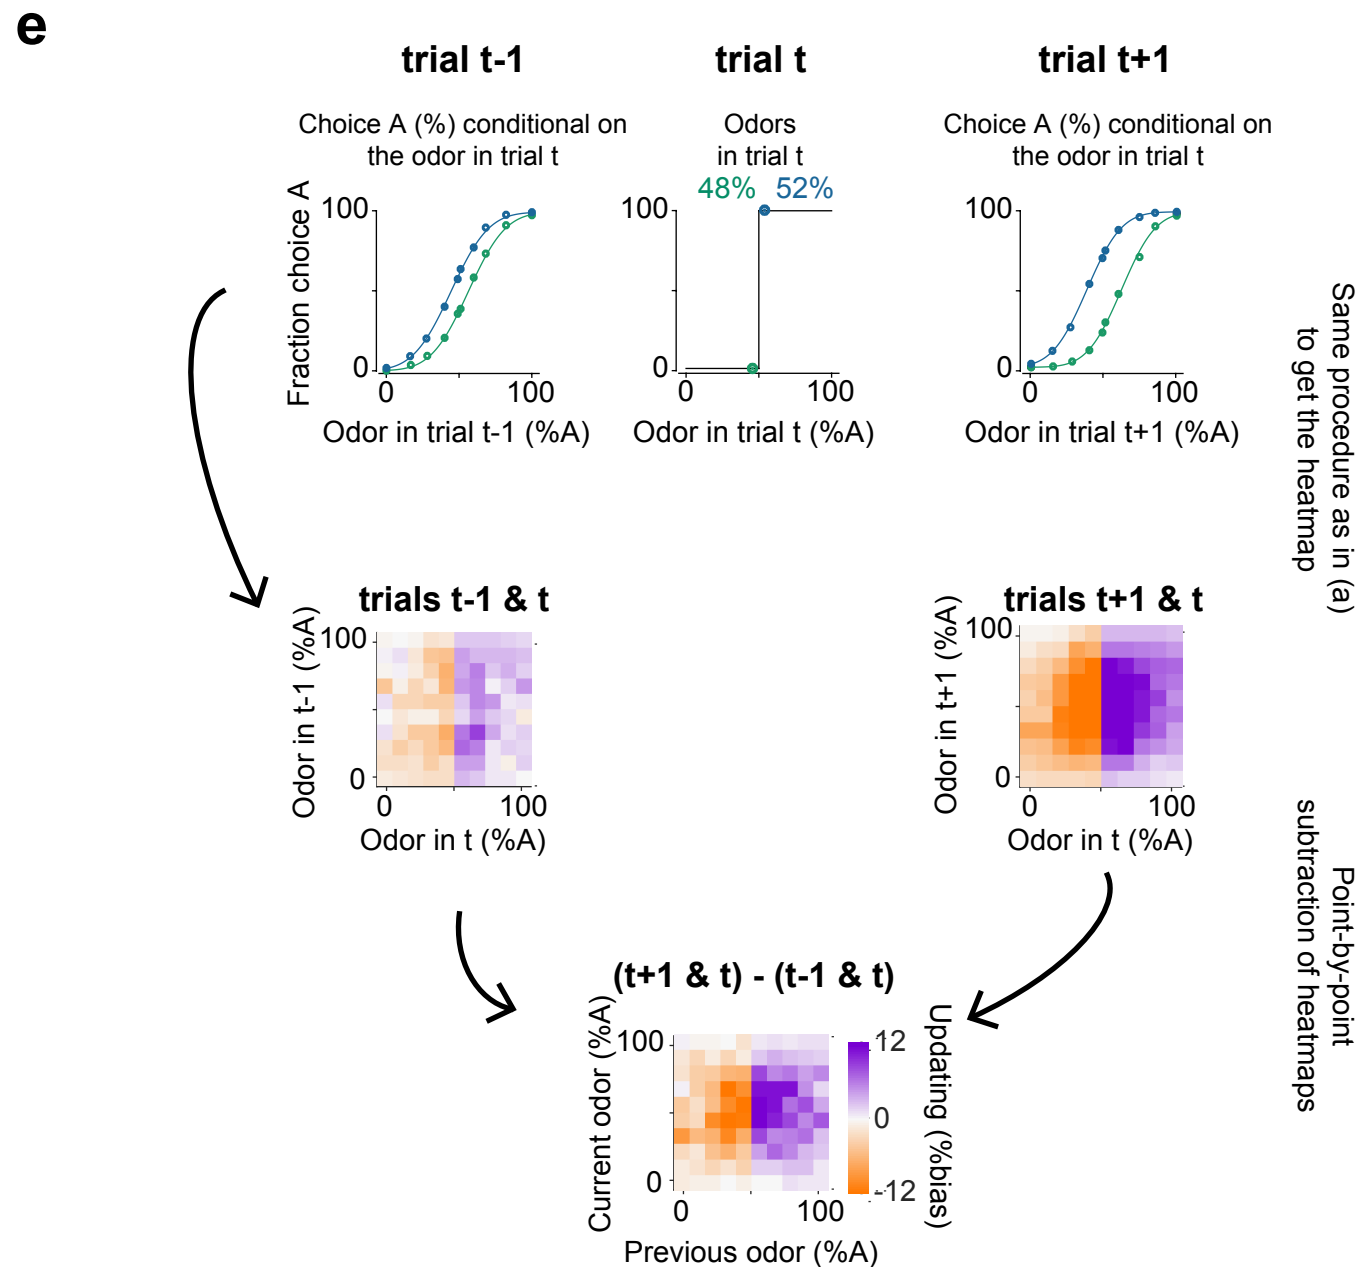 e
trial t-1
trial t
trial t+1
Choice A (%) conditional on
the odor in trial t
Odors
in trial t
Choice A (%) conditional on
the odor in trial t
48%
52%
Fraction choice A
100
0
0
100
Odor in trial t-1 (%A)
100
0
0
100
Odor in trial t (%A)
100
0
0
100
Odor in trial t+1 (%A)
Same procedure as in (a)
to get the heatmap
trials t-1 & t
Odor in t-1 (%A)
100
0
0
100
Odor in t (%A)
trials t+1 & t
Odor in t+1 (%A)
100
0
0
100
Odor in t (%A)
Point-by-point
subtraction of heatmaps
(t+1 & t) - (t-1 & t)
Current odor (%A)
100
0
0
100
Previous odor (%A)
12
0
-12
Updating (%bias)